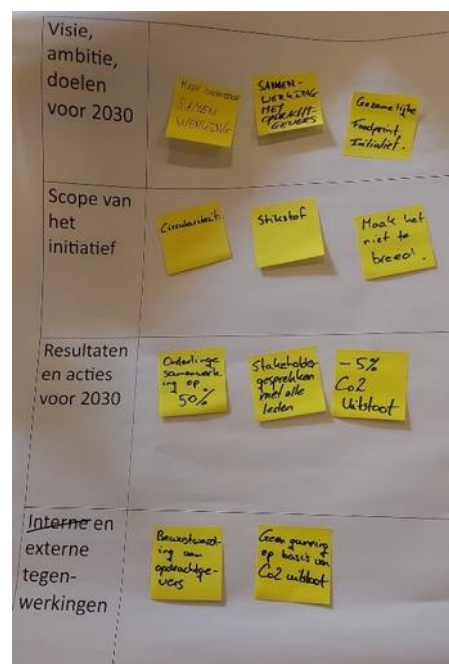 Visie,
ambitie,
doelen
voor 2030
SAMEN
WERKING
SAMEN-
WERKING
MET
OPDRACHT-
GEVERS
Gezamelijke
Footprint
Initiatief.
Scope van
het
initiatief
Circulariteit
Stikstof
Maak het
niet te
breed.
Resultaten
en acties
voor 2030
Onderlinge
samenwerk
ing op
50%
Stakeholder
gesprekken
met alle
leden
-5%
Co2
Uitstoot
Interne en
externe
tegen-
werkingen
Bewustword-
ing van
opdrachtge-
vers
Geen gunning
op basis van
Co2 uitstoot